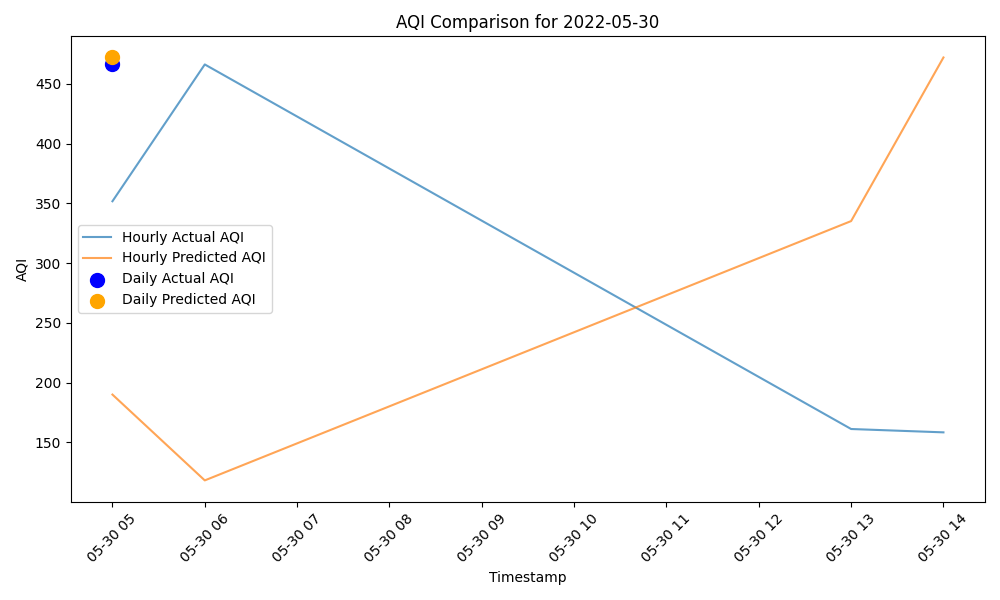 AQI Comparison for 2022-05-30
AQI
450
400
350
300
250
200
150
Hourly Actual AQI
Hourly Predicted AQI
Daily Actual AQI
Daily Predicted AQI
05-30 05
05-30 06
05-30 07
05-30 08
05-30 09
05-30 10
05-30 11
05-30 12
05-30 13
05-30 14
Timestamp